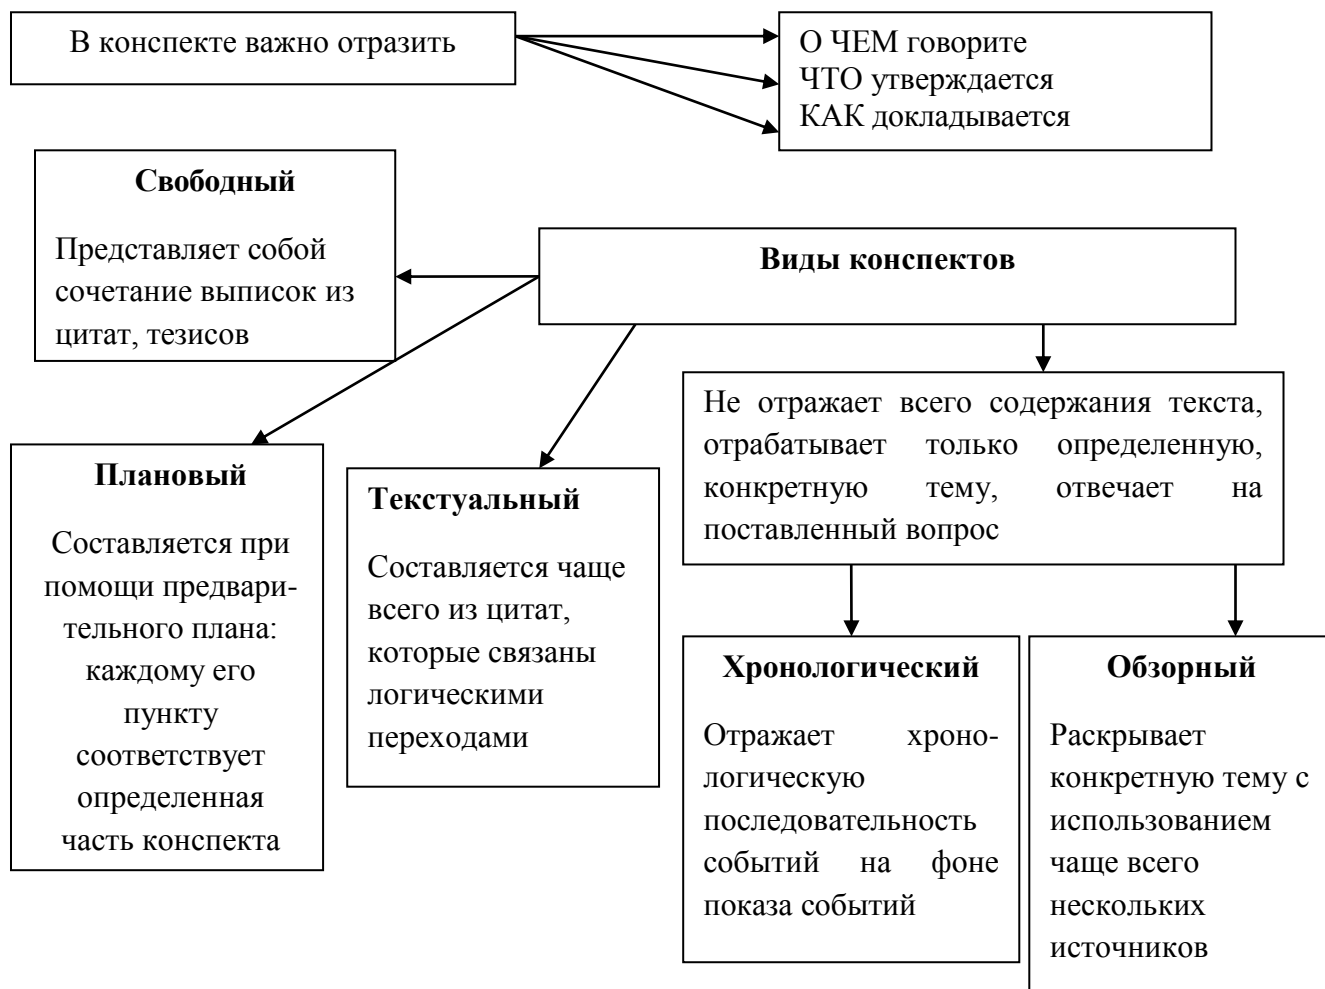 В конспекте важно отразить
О ЧЕМ говорите
ЧТО утверждается
КАК докладывается
Свободный
Представляет собой
сочетание выписок из
цитат, тезисов
Виды конспектов
Не отражает всего содержания текста,
отрабатывает только определенную,
конкретную тему, отвечает на
поставленный вопрос
Плановый
Составляется при
помощи предвари-
тельного плана:
каждому его
пункту
соответствует
определенная
часть конспекта
Текстуальный
Составляется чаще
всего из цитат,
которые связаны
логическими
переходами
Хронологический
Отражает хроно-
логическую
последовательность
событий на фоне
показа событий
Обзорный
Раскрывает
конкретную тему с
использованием
чаще всего
нескольких
источников